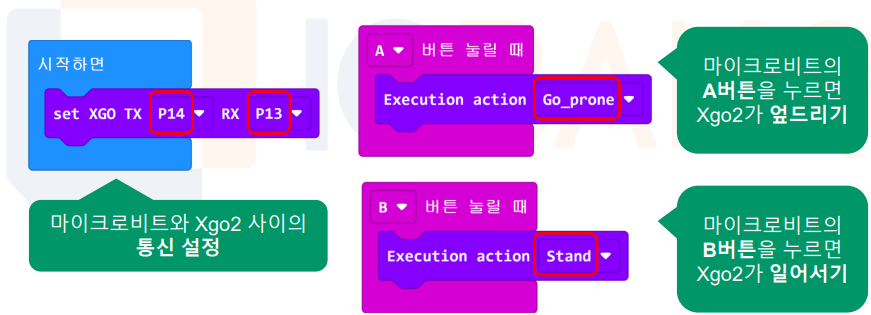 시작하면
set XGO TX P14 RX P13
마이크로비트와 Xgo2 사이의
통신 설정
A 버튼 눌릴 때
Execution action Go_prone
마이크로비트의
A버튼을 누르면
Xgo2가 엎드리기
B 버튼 눌릴 때
Execution action Stand
마이크로비트의
B버튼을 누르면
Xgo2가 일어서기